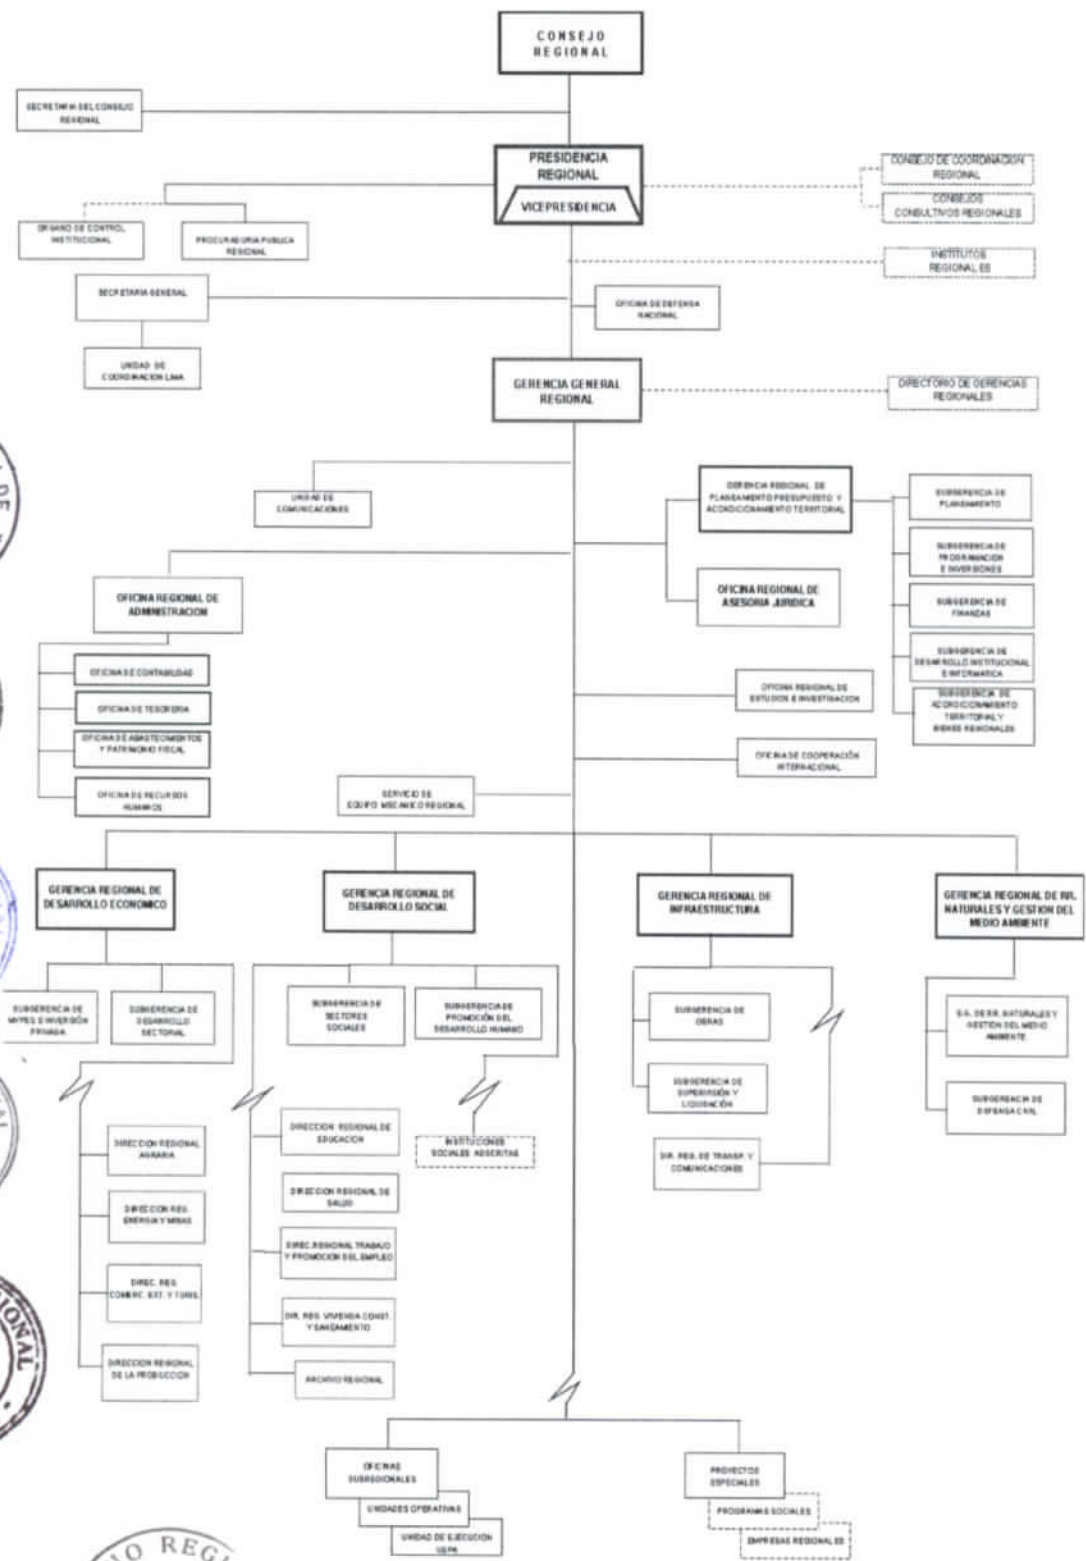 CONSEJO
REGIONAL
SECRETARIA DEL CONSEJO
REGIONAL
PRESIDENCIA
REGIONAL
VICEPRESIDENCIA
CONSEJO DE COORDINACION
REGIONAL
CONSEJOS
CONSULTIVOS REGIONALES
ORGANO DE CONTROL
INSTITUCIONAL
PROCURADURIA PUBLICA
REGIONAL
INSTITUTOS
REGIONALES
SECRETARIA GENERAL
OFICINA DE DEFENSA
NACIONAL
UNIDAD DE
COORDINACION LIMA
GERENCIA GENERAL
REGIONAL
DIRECTORIO DE GERENCIAS
REGIONALES
UNIDAD DE
COMUNICACIONES
GERENCIA REGIONAL DE
PLANEAMIENTO PRESUPUESTO Y
ACONDICIONAMIENTO TERRITORIAL
SUBGERENCIA DE
PLANEAMIENTO
SUBGERENCIA DE
PROGRAMACION
E INVERSIONES
OFICINA REGIONAL DE
ADMINISTRACION
OFICINA REGIONAL DE
ASESORIA JURIDICA
SUBGERENCIA DE
FINANZAS
SUBGERENCIA DE
DESARROLLO INSTITUCIONAL
E INFORMATICA
OFICINA DE CONTABILIDAD
OFICINA DE TESORERIA
OFICINA REGIONAL DE
ESTUDIOS E INVESTIGACION
SUBGERENCIA DE
ACONDICIONAMIENTO
TERRITORIAL Y
BIENES REGIONALES
OFICINA DE ABASTECIMIENTOS
Y PATRIMONIO FISCAL
OFICINA DE COOPERACIÓN
INTERNACIONAL
OFICINA DE RECURSOS
HUMANOS
SERVICIO DE
EQUIPO MECANICO REGIONAL
GERENCIA REGIONAL DE
DESARROLLO ECONOMICO
GERENCIA REGIONAL DE
DESARROLLO SOCIAL
GERENCIA REGIONAL DE
INFRAESTRUCTURA
GERENCIA REGIONAL DE RR.
NATURALES Y GESTION DEL
MEDIO AMBIENTE
SUBGERENCIA DE
MYPES E INVERSIÓN
PRIVADA
SUBGERENCIA DE
DESARROLLO
SECTORIAL
SUBGERENCIA DE
SECTORES
SOCIALES
SUBGERENCIA DE
PROMOCIÓN DEL
DESARROLLO HUMANO
SUBGERENCIA DE
OBRAS
S.G. DE RR. NATURALES Y
GESTION DEL MEDIO
AMBIENTE
SUBGERENCIA DE
SUPERVISIÓN Y
LIQUIDACIÓN
SUBGERENCIA DE
DEFENSA CIVIL
DIRECCION REGIONAL
AGRARIA
DIRECCION REGIONAL DE
EDUCACION
INSTITUCIONES
SOCIALES ADSCRITAS
DIR. REG. DE TRANSP. Y
COMUNICACIONES
DIRECCION REG.
ENERGIA Y MINAS
DIRECCION REGIONAL DE
SALUD
DIREC. REGIONAL TRABAJO
Y PROMOCION DEL EMPLEO
DIREC. REG.
COMERC. EXT. Y TURIS.
DIR. REG. VIVIENDA CONST.
Y SANEAMIENTO
DIRECCION REGIONAL
DE LA PRODUCCION
ARCHIVO REGIONAL
OFICINAS
SUBREGIONALES
UNIDADES OPERATIVAS
UNIDAD DE EJECUCION
PROYECTOS
ESPECIALES
PROGRAMAS SOCIALES
EMPRESAS REGIONALES